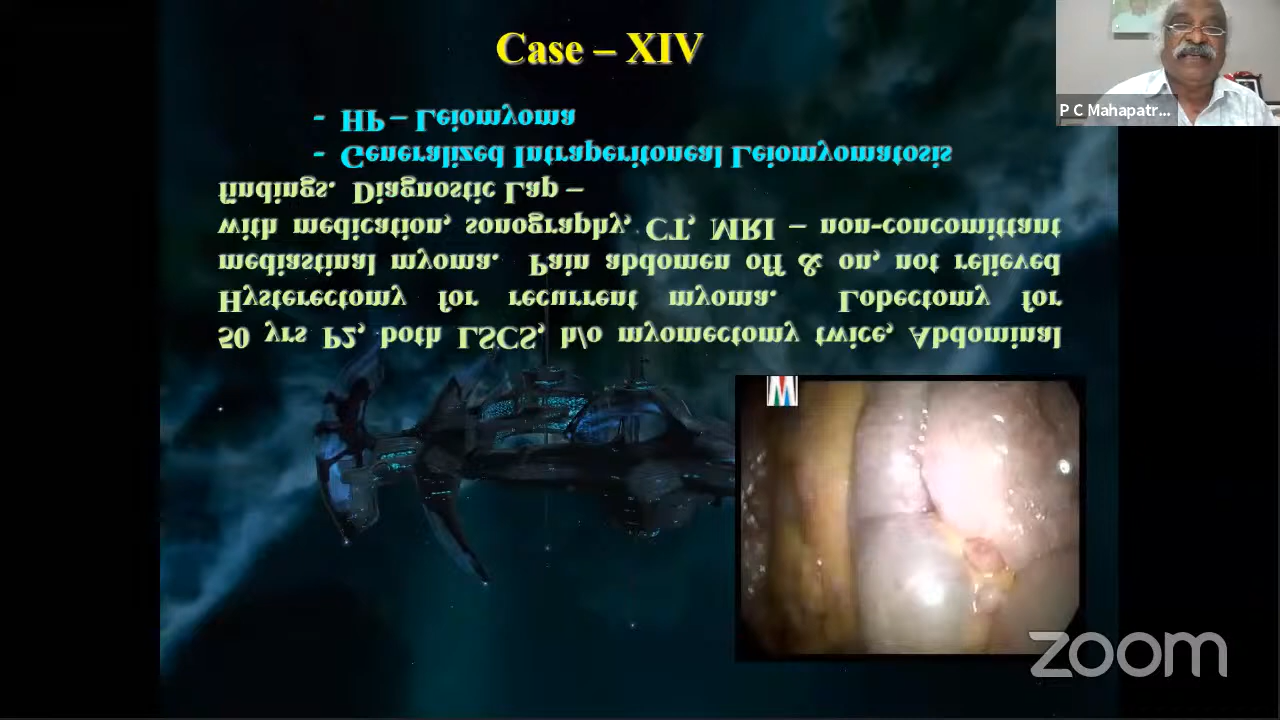 Case – XIV
50 yrs P2, both LSCS, h/o myomectomy twice, Abdominal
Hysterectomy for recurrent myoma. Lobectomy for
mediastinal myoma. Pain abdomen off & on, not relieved
with medication, sonography, CT, MRI – non-concomittant
findings. Diagnostic Lap –
- Generalized Intraperitoneal Leiomyomatosis
- HP – Leiomyoma
P C Mahapatr...
zoom